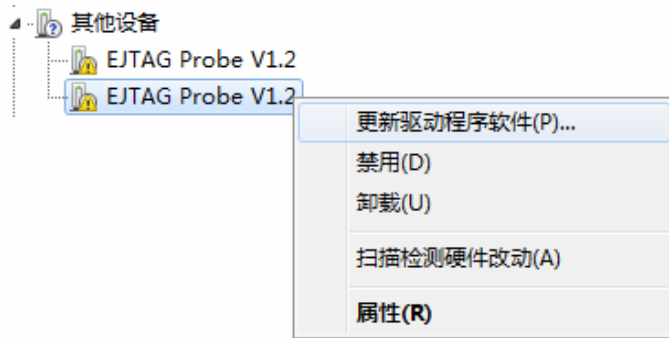 其他设备
EJTAG Probe V1.2
EJTAG Probe V1.2
更新驱动程序软件(P)...
禁用(D)
卸载(U)
扫描检测硬件改动(A)
属性(R)